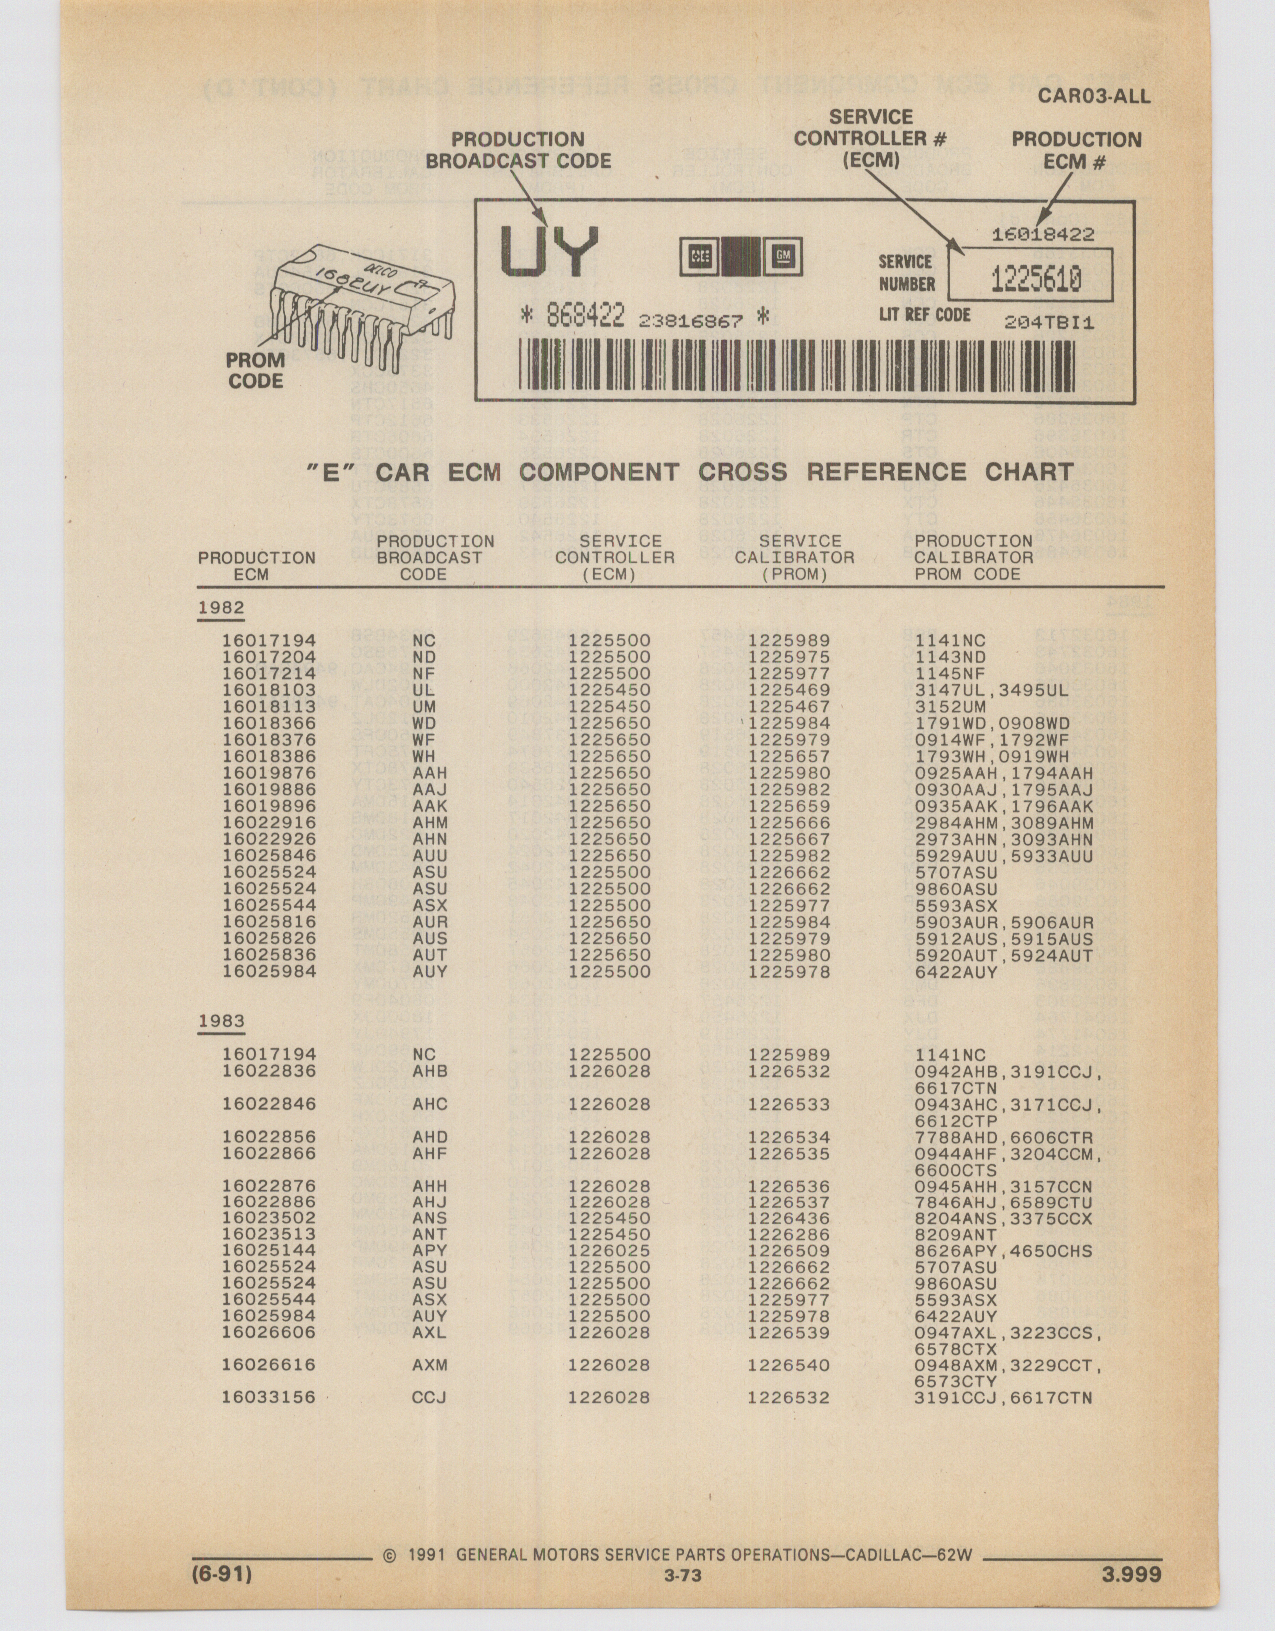 CAR03-ALL
PRODUCTION BROADCAST CODE
SERVICE CONTROLLER # (ECM)
PRODUCTION ECM #
UY
GM
16018422
SERVICE NUMBER 1225610
* 868422 23816867 *
LIT REF CODE 204TBI1
DELCO
1682UY
PROM CODE
"E" CAR ECM COMPONENT CROSS REFERENCE CHART
PRODUCTION ECM PRODUCTION BROADCAST CODE SERVICE CONTROLLER (ECM) SERVICE CALIBRATOR (PROM) PRODUCTION CALIBRATOR PROM CODE
1982
16017194 NC 1225500 1225989 1141NC
16017204 ND 1225500 1225975 1143ND
16017214 NF 1225500 1225977 1145NF
16018103 UL 1225450 1225469 3147UL,3495UL
16018113 UM 1225450 1225467 3152UM
16018366 WD 1225650 1225984 1791WD,0908WD
16018376 WF 1225650 1225979 0914WF,1792WF
16018386 WH 1225650 1225657 1793WH,0919WH
16019876 AAH 1225650 1225980 0925AAH,1794AAH
16019886 AAJ 1225650 1225982 0930AAJ,1795AAJ
16019896 AAK 1225650 1225659 0935AAK,1796AAK
16022916 AHM 1225650 1225666 2984AHM,3089AHM
16022926 AHN 1225650 1225667 2973AHN,3093AHN
16025846 AUU 1225650 1225982 5929AUU,5933AUU
16025524 ASU 1225500 1226662 5707ASU
16025524 ASU 1225500 1226662 9860ASU
16025544 ASX 1225500 1225977 5593ASX
16025816 AUR 1225650 1225984 5903AUR,5906AUR
16025826 AUS 1225650 1225979 5912AUS,5915AUS
16025836 AUT 1225650 1225980 5920AUT,5924AUT
16025984 AUY 1225500 1225978 6422AUY
1983
16017194 NC 1225500 1225989 1141NC
16022836 AHB 1226028 1226532 0942AHB,3191CCJ,
6617CTN
16022846 AHC 1226028 1226533 0943AHC,3171CCJ,
6612CTP
16022856 AHD 1226028 1226534 7788AHD,6606CTR
16022866 AHF 1226028 1226535 0944AHF,3204CCM,
6600CTS
16022876 AHH 1226028 1226536 0945AHH,3157CCN
16022886 AHJ 1226028 1226537 7846AHJ,6589CTU
16023502 ANS 1225450 1226436 8204ANS,3375CCX
16023513 ANT 1225450 1226286 8209ANT
16025144 APY 1226025 1226509 8626APY,4650CHS
16025524 ASU 1225500 1226662 5707ASU
16025524 ASU 1225500 1226662 9860ASU
16025544 ASX 1225500 1225977 5593ASX
16025984 AUY 1225500 1225978 6422AUY
16026606 AXL 1226028 1226539 0947AXL,3223CCS,
6578CTX
16026616 AXM 1226028 1226540 0948AXM,3229CCT,
6573CTY
16033156 CCJ 1226028 1226532 3191CCJ,6617CTN
© 1991 GENERAL MOTORS SERVICE PARTS OPERATIONS—CADILLAC—62W
(6-91) 3-73 3.999